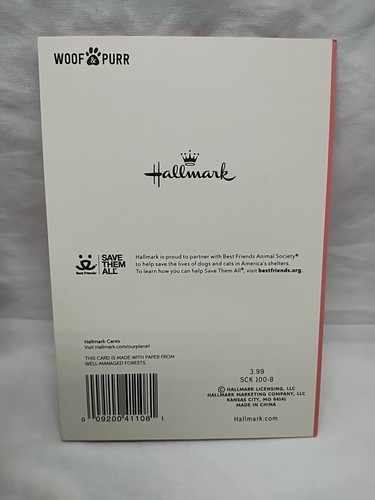 WOOF & PURR
Hallmark
Best Friends
SAVE
THEM
ALL®
Hallmark is proud to partner with Best Friends Animal Society®
to help save the lives of dogs and cats in America's shelters.
To learn how you can help Save Them All®, visit bestfriends.org.
Hallmark Cares
Visit Hallmark.com/ourplanet
THIS CARD IS MADE WITH PAPER FROM
WELL-MANAGED FORESTS.
0 09200 41108 1
3.99
SCK 100-8
© HALLMARK LICENSING, LLC
HALLMARK MARKETING COMPANY, LLC
KANSAS CITY, MO 64141
MADE IN CHINA
Hallmark.com